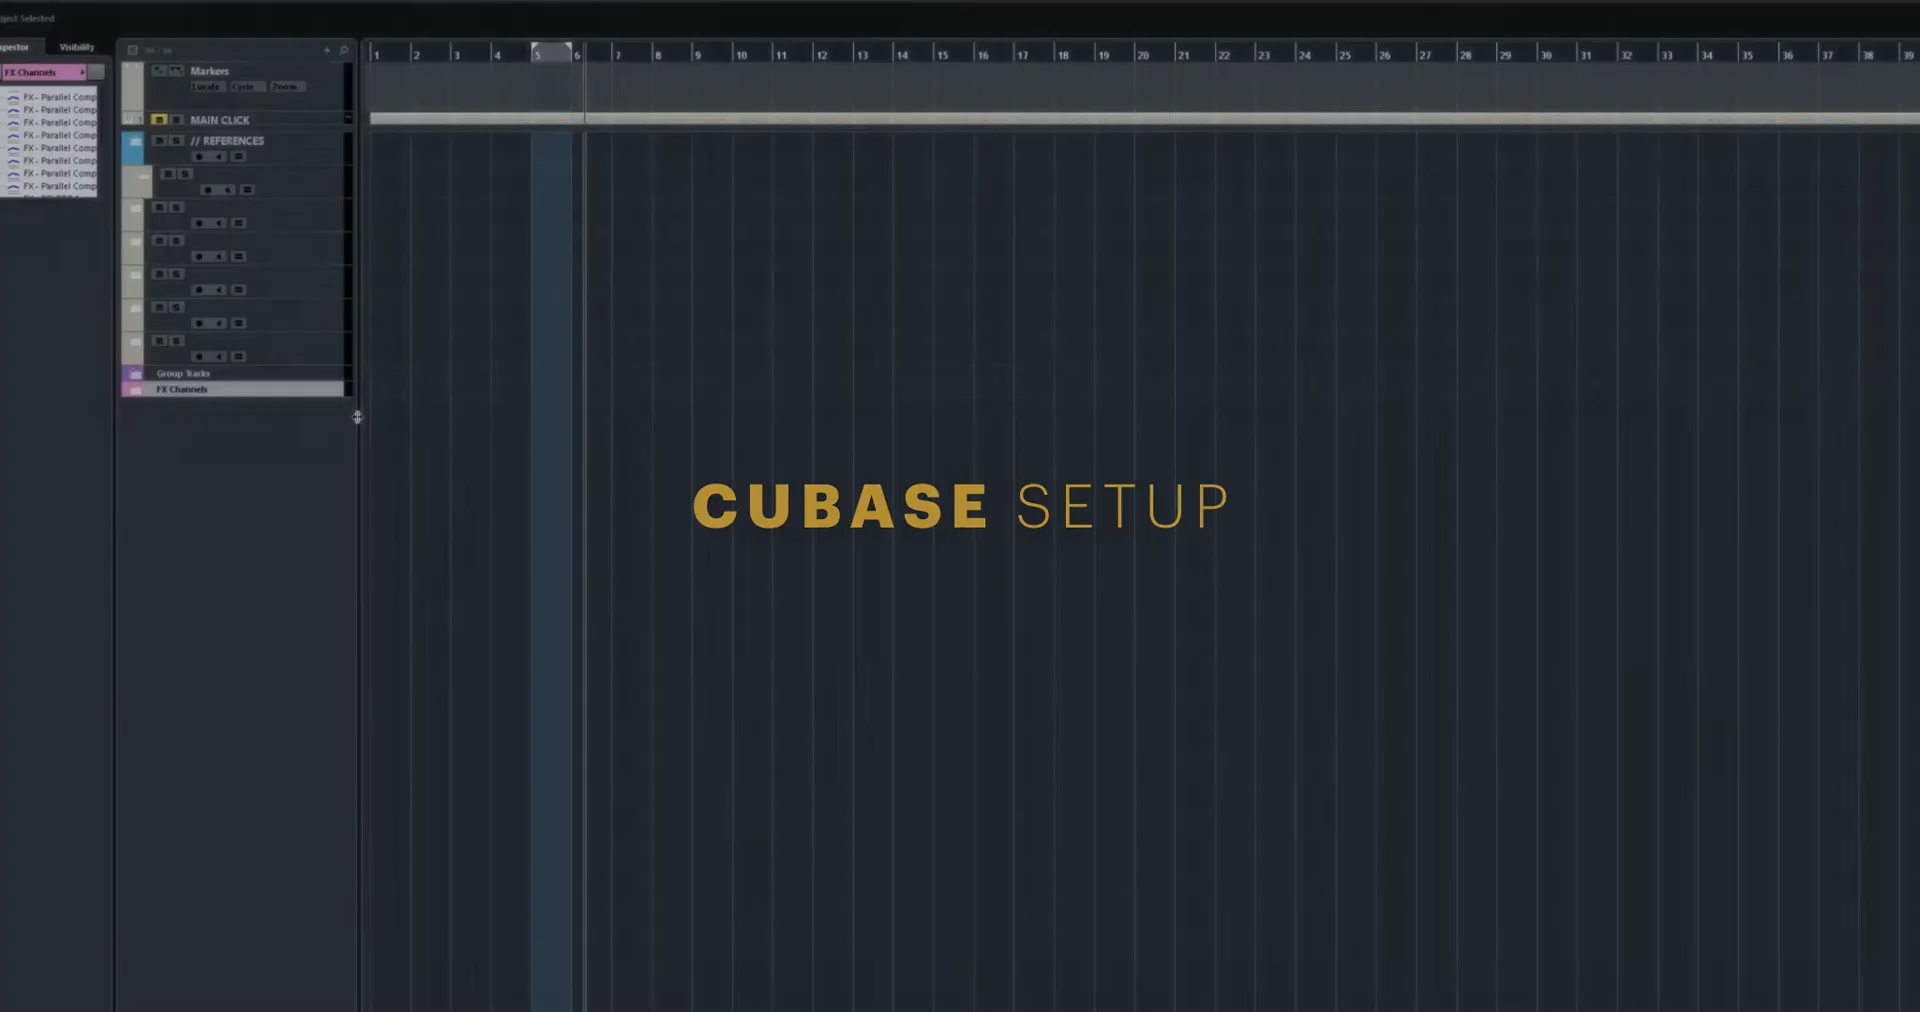 oject Selected
spector Visibility
FX Channels
FX - Parallel Comp
FX - Parallel Comp
FX - Parallel Comp
FX - Parallel Comp
FX - Parallel Comp
FX - Parallel Comp
FX - Parallel Comp
FX - Parallel Comp
1 2 3 4 5 6 7 8 9 10 11 12 13 14 15 16 17 18 19 20 21 22 23 24 25 26 27 28 29 30 31 32 33 34 35 36 37 38 39
Markers
Locate Cycle Zoom
MAIN CLICK
// REFERENCES
Group Tracks
FX Channels
CUBASE SETUP